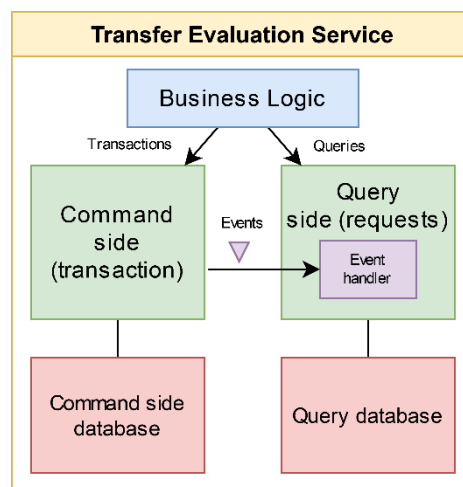 Transfer Evaluation Service
Business Logic
Transactions
Queries
Command
side
(transaction)
Events
Query
side (requests)
Event
handler
Command side
database
Query database